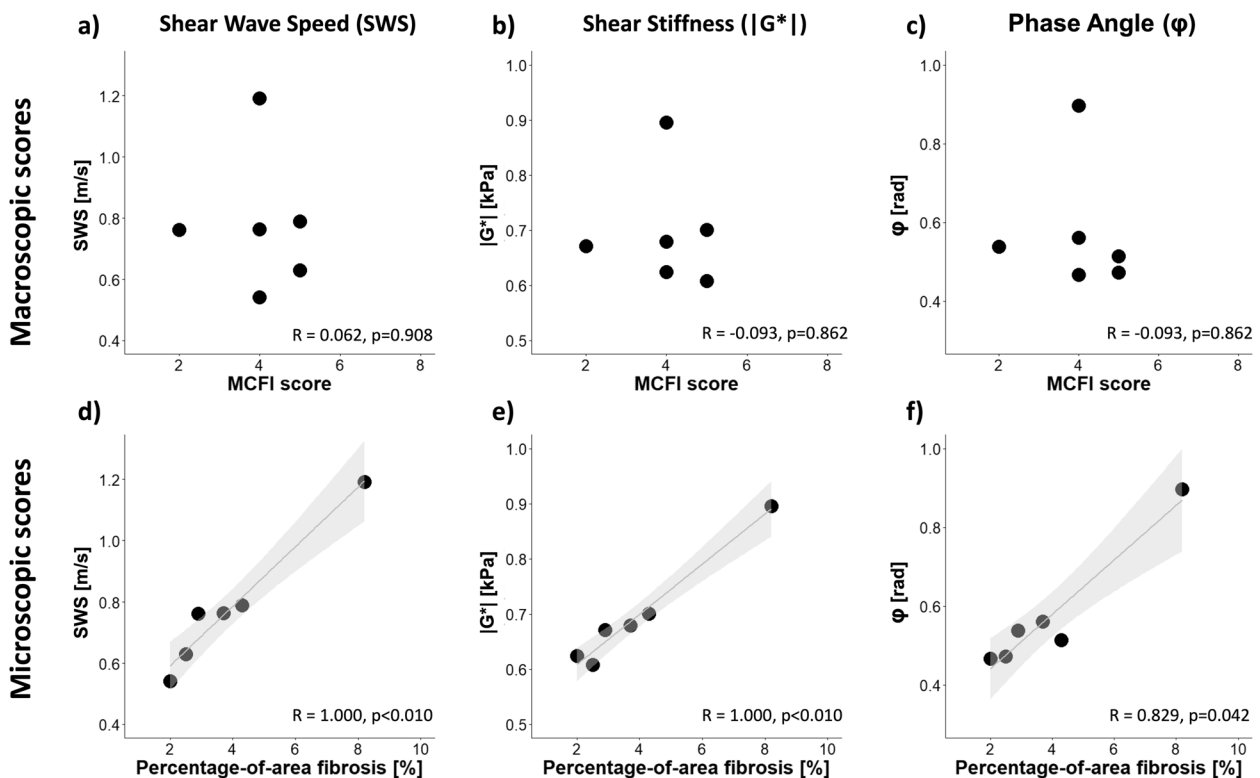 a) Shear Wave Speed (SWS)
b) Shear Stiffness (|G*|)
c) Phase Angle (φ)
Macroscopic scores
SWS [m/s]
1.2
1.0
0.8
0.6
0.4
R = 0.062, p=0.908
2 4 6 8
MCFI score
|G*| [kPa]
1.0
0.9
0.8
0.7
0.6
0.5
R = -0.093, p=0.862
2 4 6 8
MCFI score
φ [rad]
1.0
0.8
0.6
0.4
R = -0.093, p=0.862
2 4 6 8
MCFI score
Microscopic scores
d)
SWS [m/s]
1.2
1.0
0.8
0.6
0.4
R = 1.000, p<0.010
2 4 6 8 10
Percentage-of-area fibrosis [%]
e)
|G*| [kPa]
1.0
0.9
0.8
0.7
0.6
0.5
R = 1.000, p<0.010
2 4 6 8 10
Percentage-of-area fibrosis [%]
f)
φ [rad]
1.0
0.8
0.6
0.4
R = 0.829, p=0.042
2 4 6 8 10
Percentage-of-area fibrosis [%]